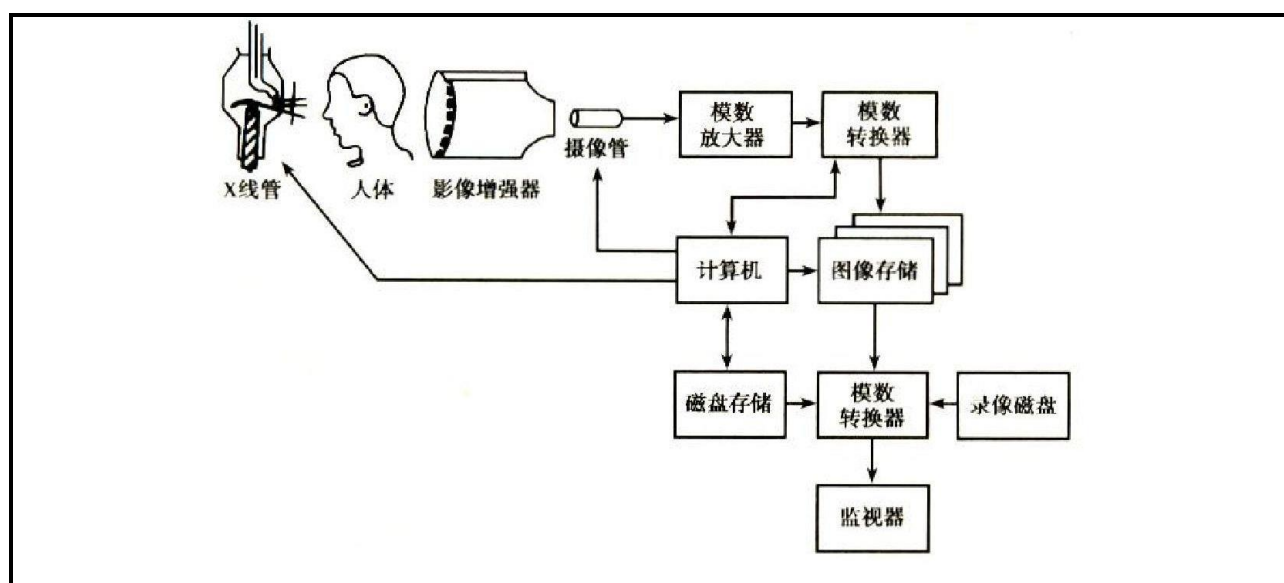 模数
放大器
模数
转换器
摄像管
X线管
人体
影像增强器
计算机
图像存储
磁盘存储
模数
转换器
录像磁盘
监视器